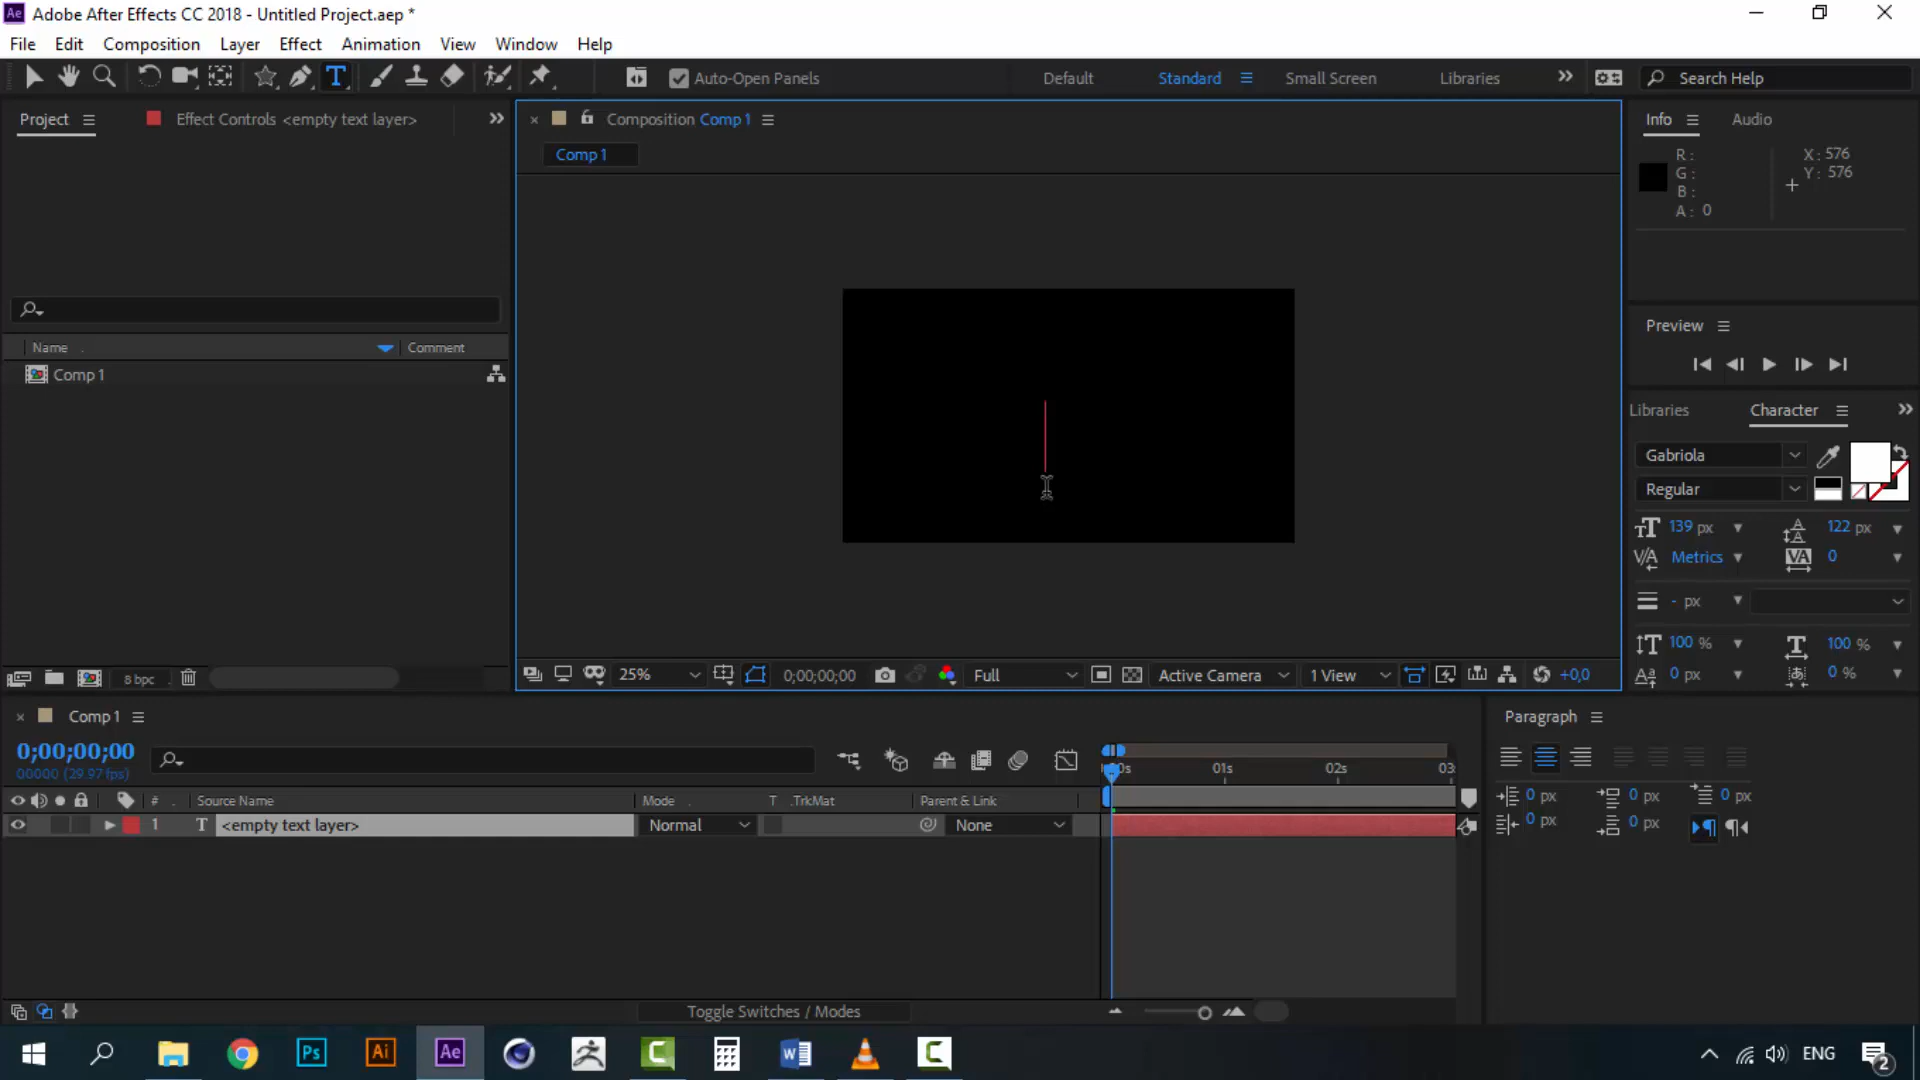 Adobe After Effects CC 2018 - Untitled Project.aep *
File Edit Composition Layer Effect Animation View Window Help
Auto-Open Panels Default Standard Small Screen Libraries Search Help
Project Effect Controls <empty text layer>
Composition Comp 1
Comp 1
Info Audio
R :
G :
B :
A : 0
X : 576
Y : 576
Name Comment
Comp 1
Preview
Libraries Character
Gabriola
Regular
139 px 122 px
Metrics 0
- px
100 % 100 %
0 px 0 %
8 bpc
25% 0;00;00;00 Full Active Camera 1 View +0,0
Comp 1
0;00;00;00
00000 (29.97 fps)
# Source Name Mode T .TrkMat Parent & Link
1 T <empty text layer> Normal None
01s 02s
Toggle Switches / Modes
Paragraph
0 px 0 px 0 px
0 px 0 px
Ps Ai Ae
ENG
2